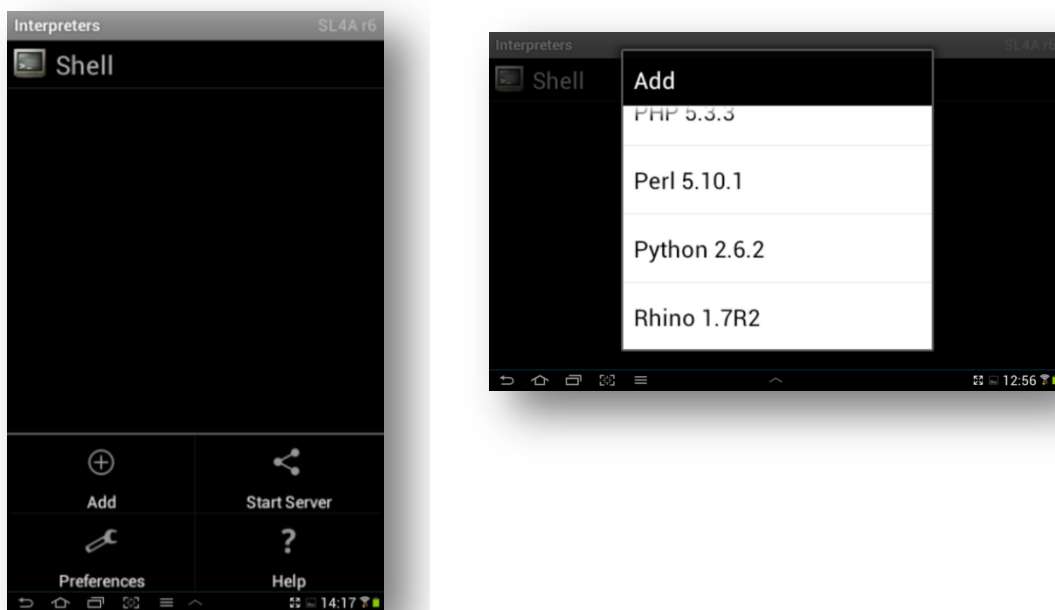 Interpreters SL4A r6
Shell
Add Start Server
Preferences Help
14:17
Interpreters SL4A
Shell
Add
PHP 5.3.3
Perl 5.10.1
Python 2.6.2
Rhino 1.7R2
12:56